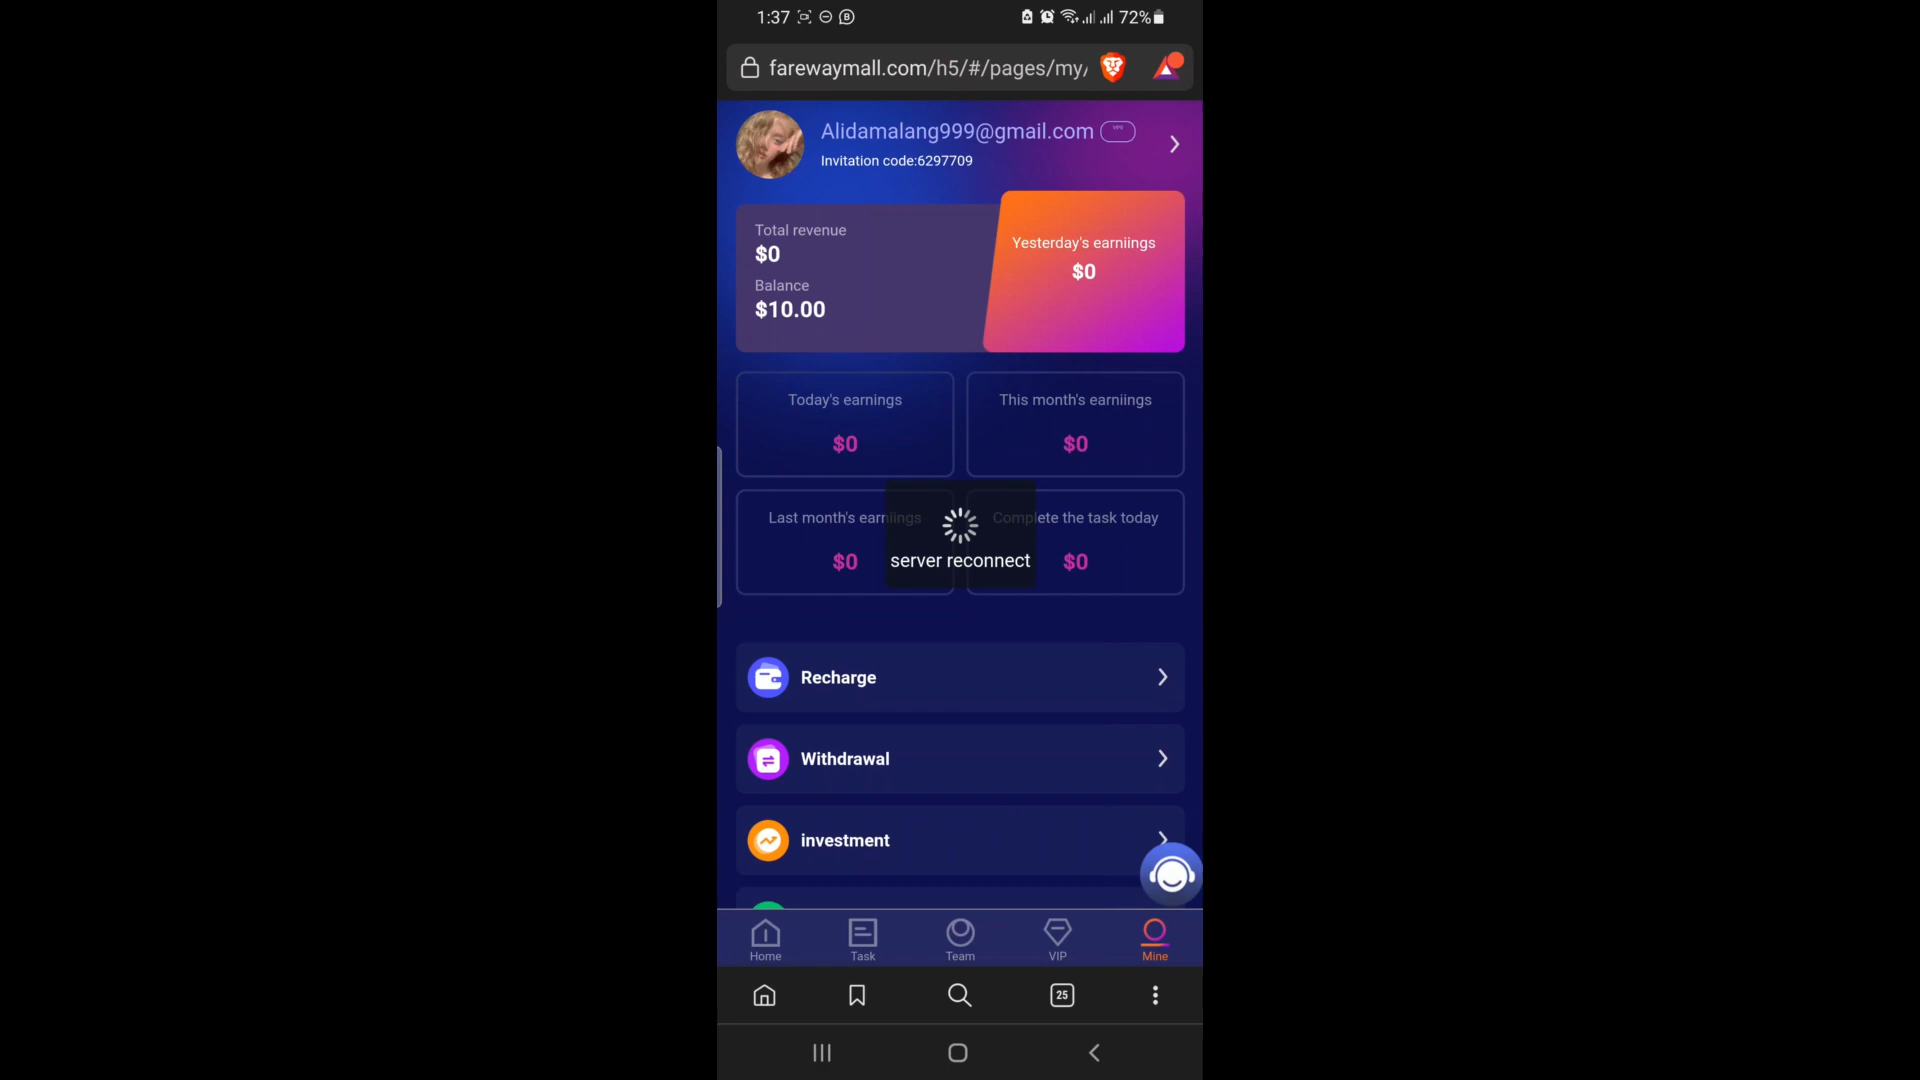 1:37
72%
farewaymall.com/h5/#/pages/my/
Alidamalang999@gmail.com
Invitation code:6297709
Total revenue
$0
Balance
$10.00
Yesterday's earniings
$0
Today's earnings
$0
This month's earniings
$0
Last month's earniings
$0
Complete the task today
$0
server reconnect
Recharge
Withdrawal
investment
Home
Task
Team
VIP
Mine
25